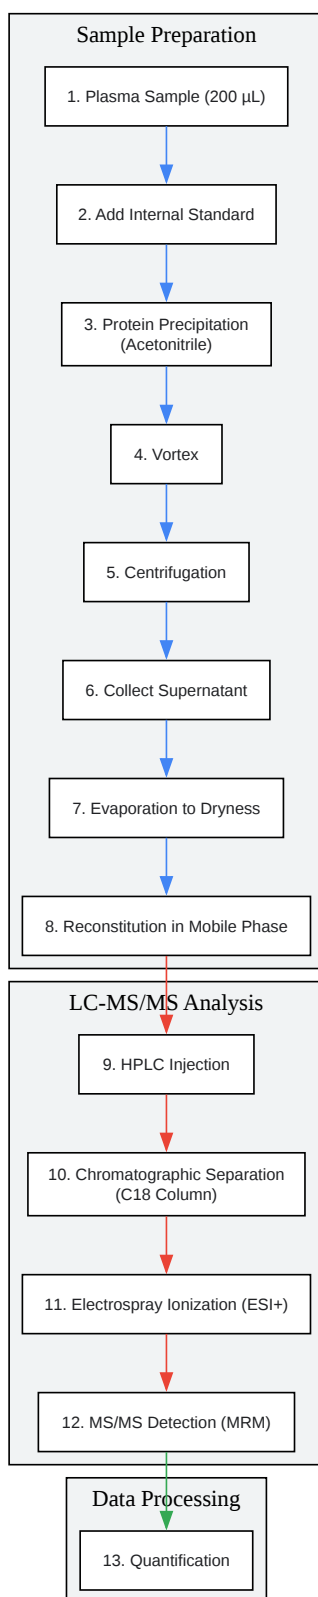 Sample Preparation
1. Plasma Sample (200 µL)
2. Add Internal Standard
3. Protein Precipitation
(Acetonitrile)
4. Vortex
5. Centrifugation
6. Collect Supernatant
7. Evaporation to Dryness
8. Reconstitution in Mobile Phase
LC-MS/MS Analysis
9. HPLC Injection
10. Chromatographic Separation
(C18 Column)
11. Electrospray Ionization (ESI+)
12. MS/MS Detection (MRM)
Data Processing
13. Quantification